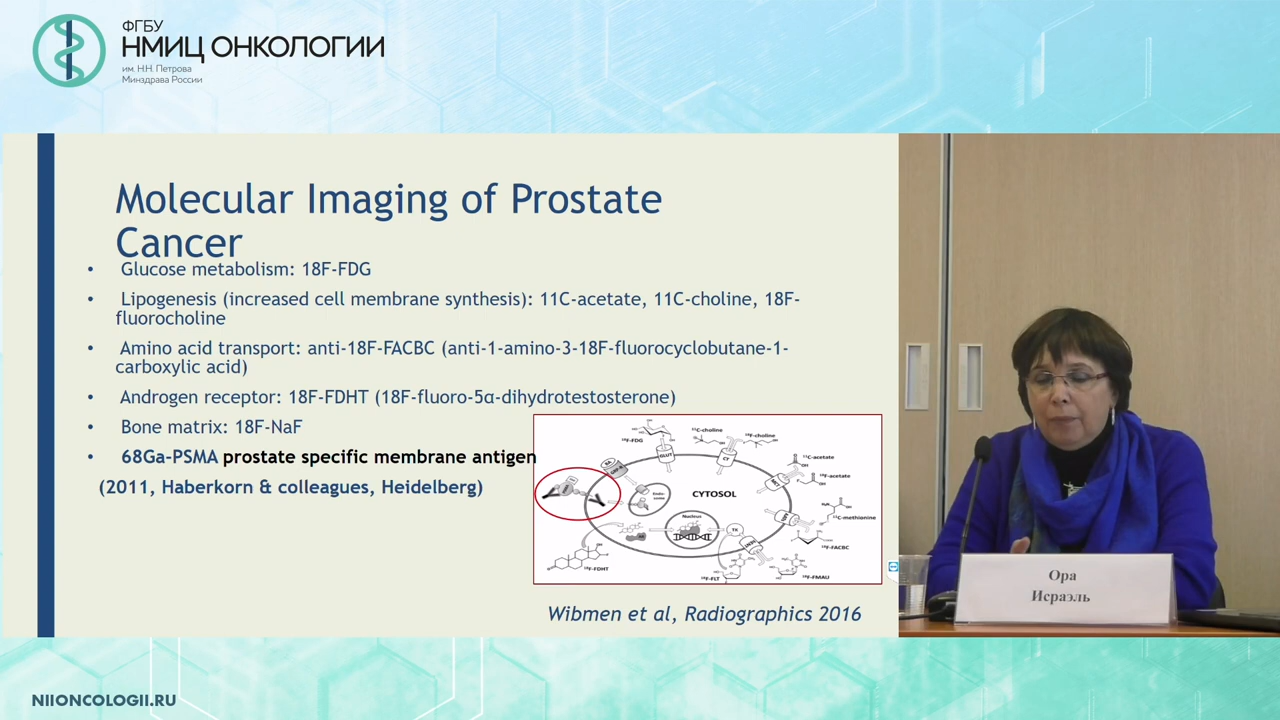 ФГБУ
НМИЦ ОНКОЛОГИИ
им. Н.Н. Петрова
Минздрава России
Molecular Imaging of Prostate
Cancer
• Glucose metabolism: 18F-FDG
• Lipogenesis (increased cell membrane synthesis): 11C-acetate, 11C-choline, 18F-
fluorocholine
• Amino acid transport: anti-18F-FACBC (anti-1-amino-3-18F-fluorocyclobutane-1-
carboxylic acid)
• Androgen receptor: 18F-FDHT (18F-fluoro-5α-dihydrotestosterone)
• Bone matrix: 18F-NaF
• 68Ga-PSMA prostate specific membrane antigen
(2011, Haberkorn & colleagues, Heidelberg)
¹⁸F-FDG
¹¹C-choline
¹⁸F-choline
GLUT
CT
¹¹C-acetate
¹⁸F-acetate
Endo-
some
CYTOSOL
¹¹C-methionine
Nucleus
TK
¹⁸F-FACBC
¹⁸F-FDHT
¹⁸F-FLT
¹⁸F-FMAU
Wibmen et al, Radiographics 2016
Ора
Исраэль
NIIONCOLOGII.RU